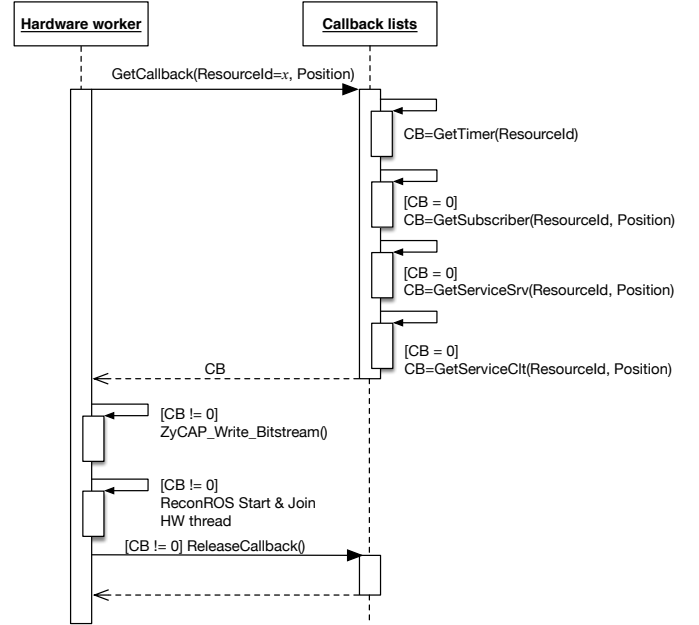 Hardware worker
Callback lists
GetCallback(ResourceId=x, Position)
CB=GetTimer(ResourceId)
[CB = 0]
CB=GetSubscriber(ResourceId, Position)
[CB = 0]
CB=GetServiceSrv(ResourceId, Position)
[CB = 0]
CB=GetServiceClt(ResourceId, Position)
CB
[CB != 0]
ZyCAP_Write_Bitstream()
[CB != 0]
ReconROS Start & Join
HW thread
[CB != 0] ReleaseCallback()